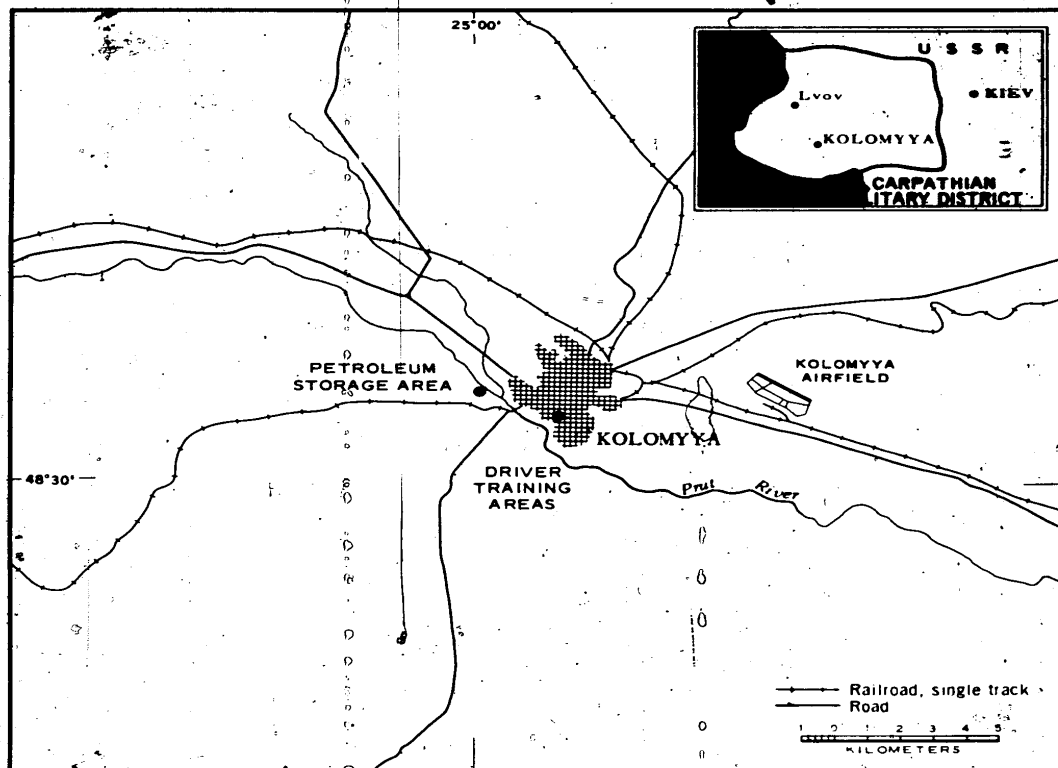 25°00'
U S S R
Lvov
KIEV
KOLOMYYA
CARPATHIAN
LITARY DISTRICT
PETROLEUM
STORAGE AREA
KOLOMYYA
AIRFIELD
KOLOMYYA
DRIVER
TRAINING
AREAS
48°30'
Prut River
Railroad, single track
Road
1 0 1 2 3 4 5
KILOMETERS